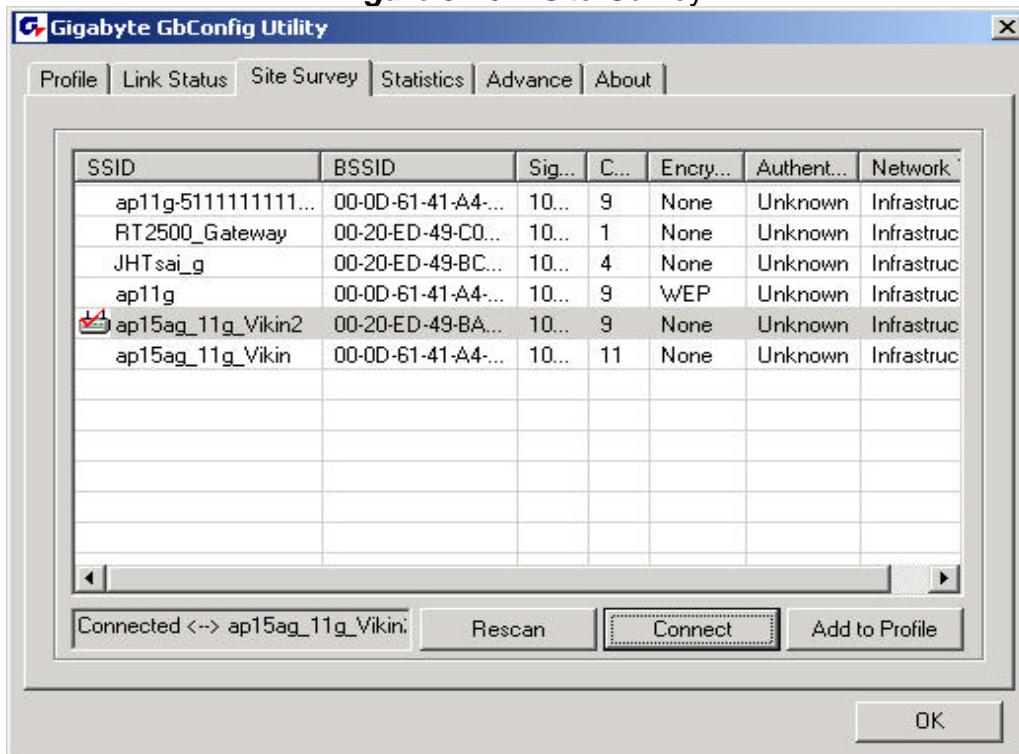 Site Survey
Gigabyte GbConfig Utility
Profile Link Status Site Survey Statistics Advance About
SSID BSSID Sig... C... Encry... Authent... Network
ap11g-5111111111... 00-0D-61-41-A4-... 10... 9 None Unknown Infrastruc
RT2500_Gateway 00-20-ED-49-C0... 10... 1 None Unknown Infrastruc
JHTsai_g 00-20-ED-49-BC... 10... 4 None Unknown Infrastruc
ap11g 00-0D-61-41-A4-... 10... 9 WEP Unknown Infrastruc
ap15ag_11g_Vikin2 00-20-ED-49-BA... 10... 9 None Unknown Infrastruc
ap15ag_11g_Vikin 00-0D-61-41-A4-... 10... 11 None Unknown Infrastruc
Connected <--> ap15ag_11g_Vikin Rescan Connect Add to Profile
OK